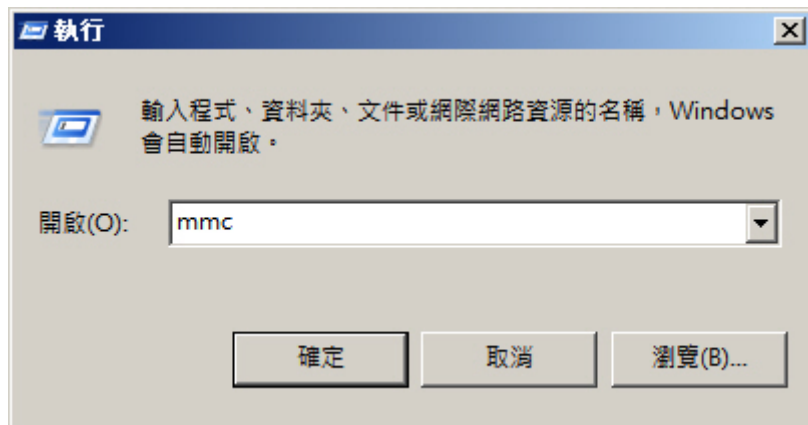 執行
輸入程式、資料夾、文件或網際網路資源的名稱，Windows
會自動開啟。
開啟(O):
mmc
確定
取消
瀏覽(B)...